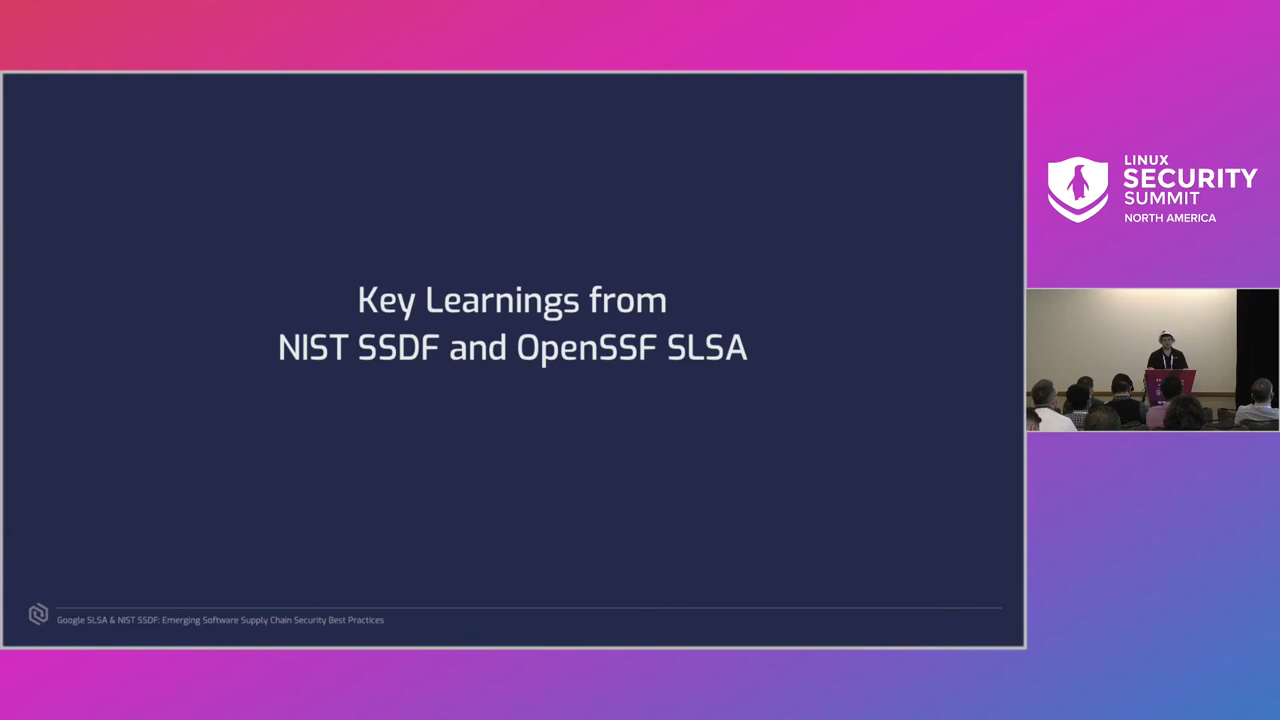 Key Learnings from
NIST SSDF and OpenSSF SLSA
Google SLSA & NIST SSDF: Emerging Software Supply Chain Security Best Practices
LINUX
SECURITY
SUMMIT
NORTH AMERICA